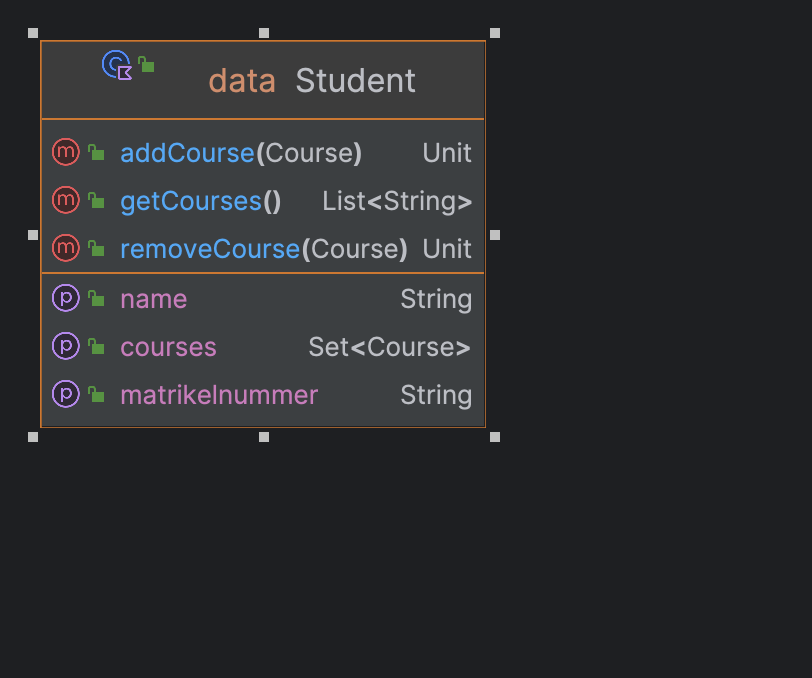 data Student
addCourse(Course) Unit
getCourses() List<String>
removeCourse(Course) Unit
name String
courses Set<Course>
matrikelnummer String